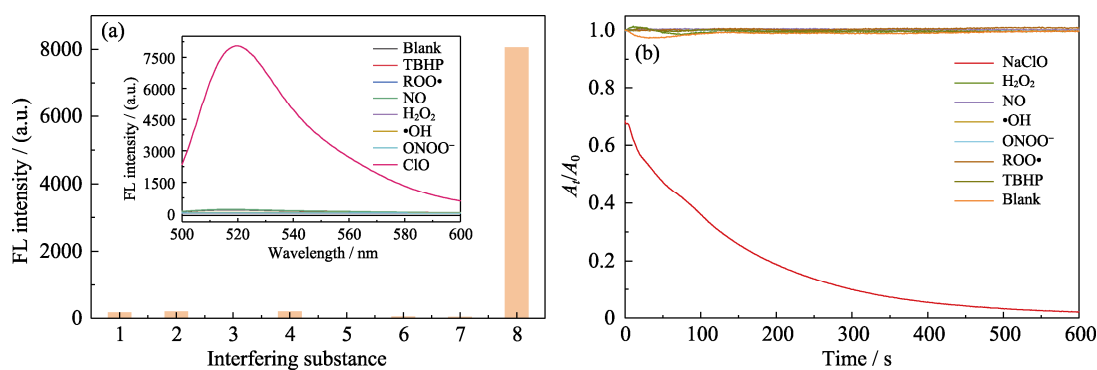 (a)
FL intensity / (a.u.)
8000
6000
4000
2000
0
1 2 3 4 5 6 7 8
Interfering substance
FL intensity / (a.u.)
7500
6000
4500
3000
1500
0
500 520 540 560 580 600
Wavelength / nm
Blank
TBHP
ROO•
NO
H₂O₂
•OH
ONOO⁻
ClO
(b)
Aₜ/A₀
1.0
0.8
0.6
0.4
0.2
0
0 100 200 300 400 500 600
Time / s
NaClO
H₂O₂
NO
•OH
ONOO⁻
ROO•
TBHP
Blank